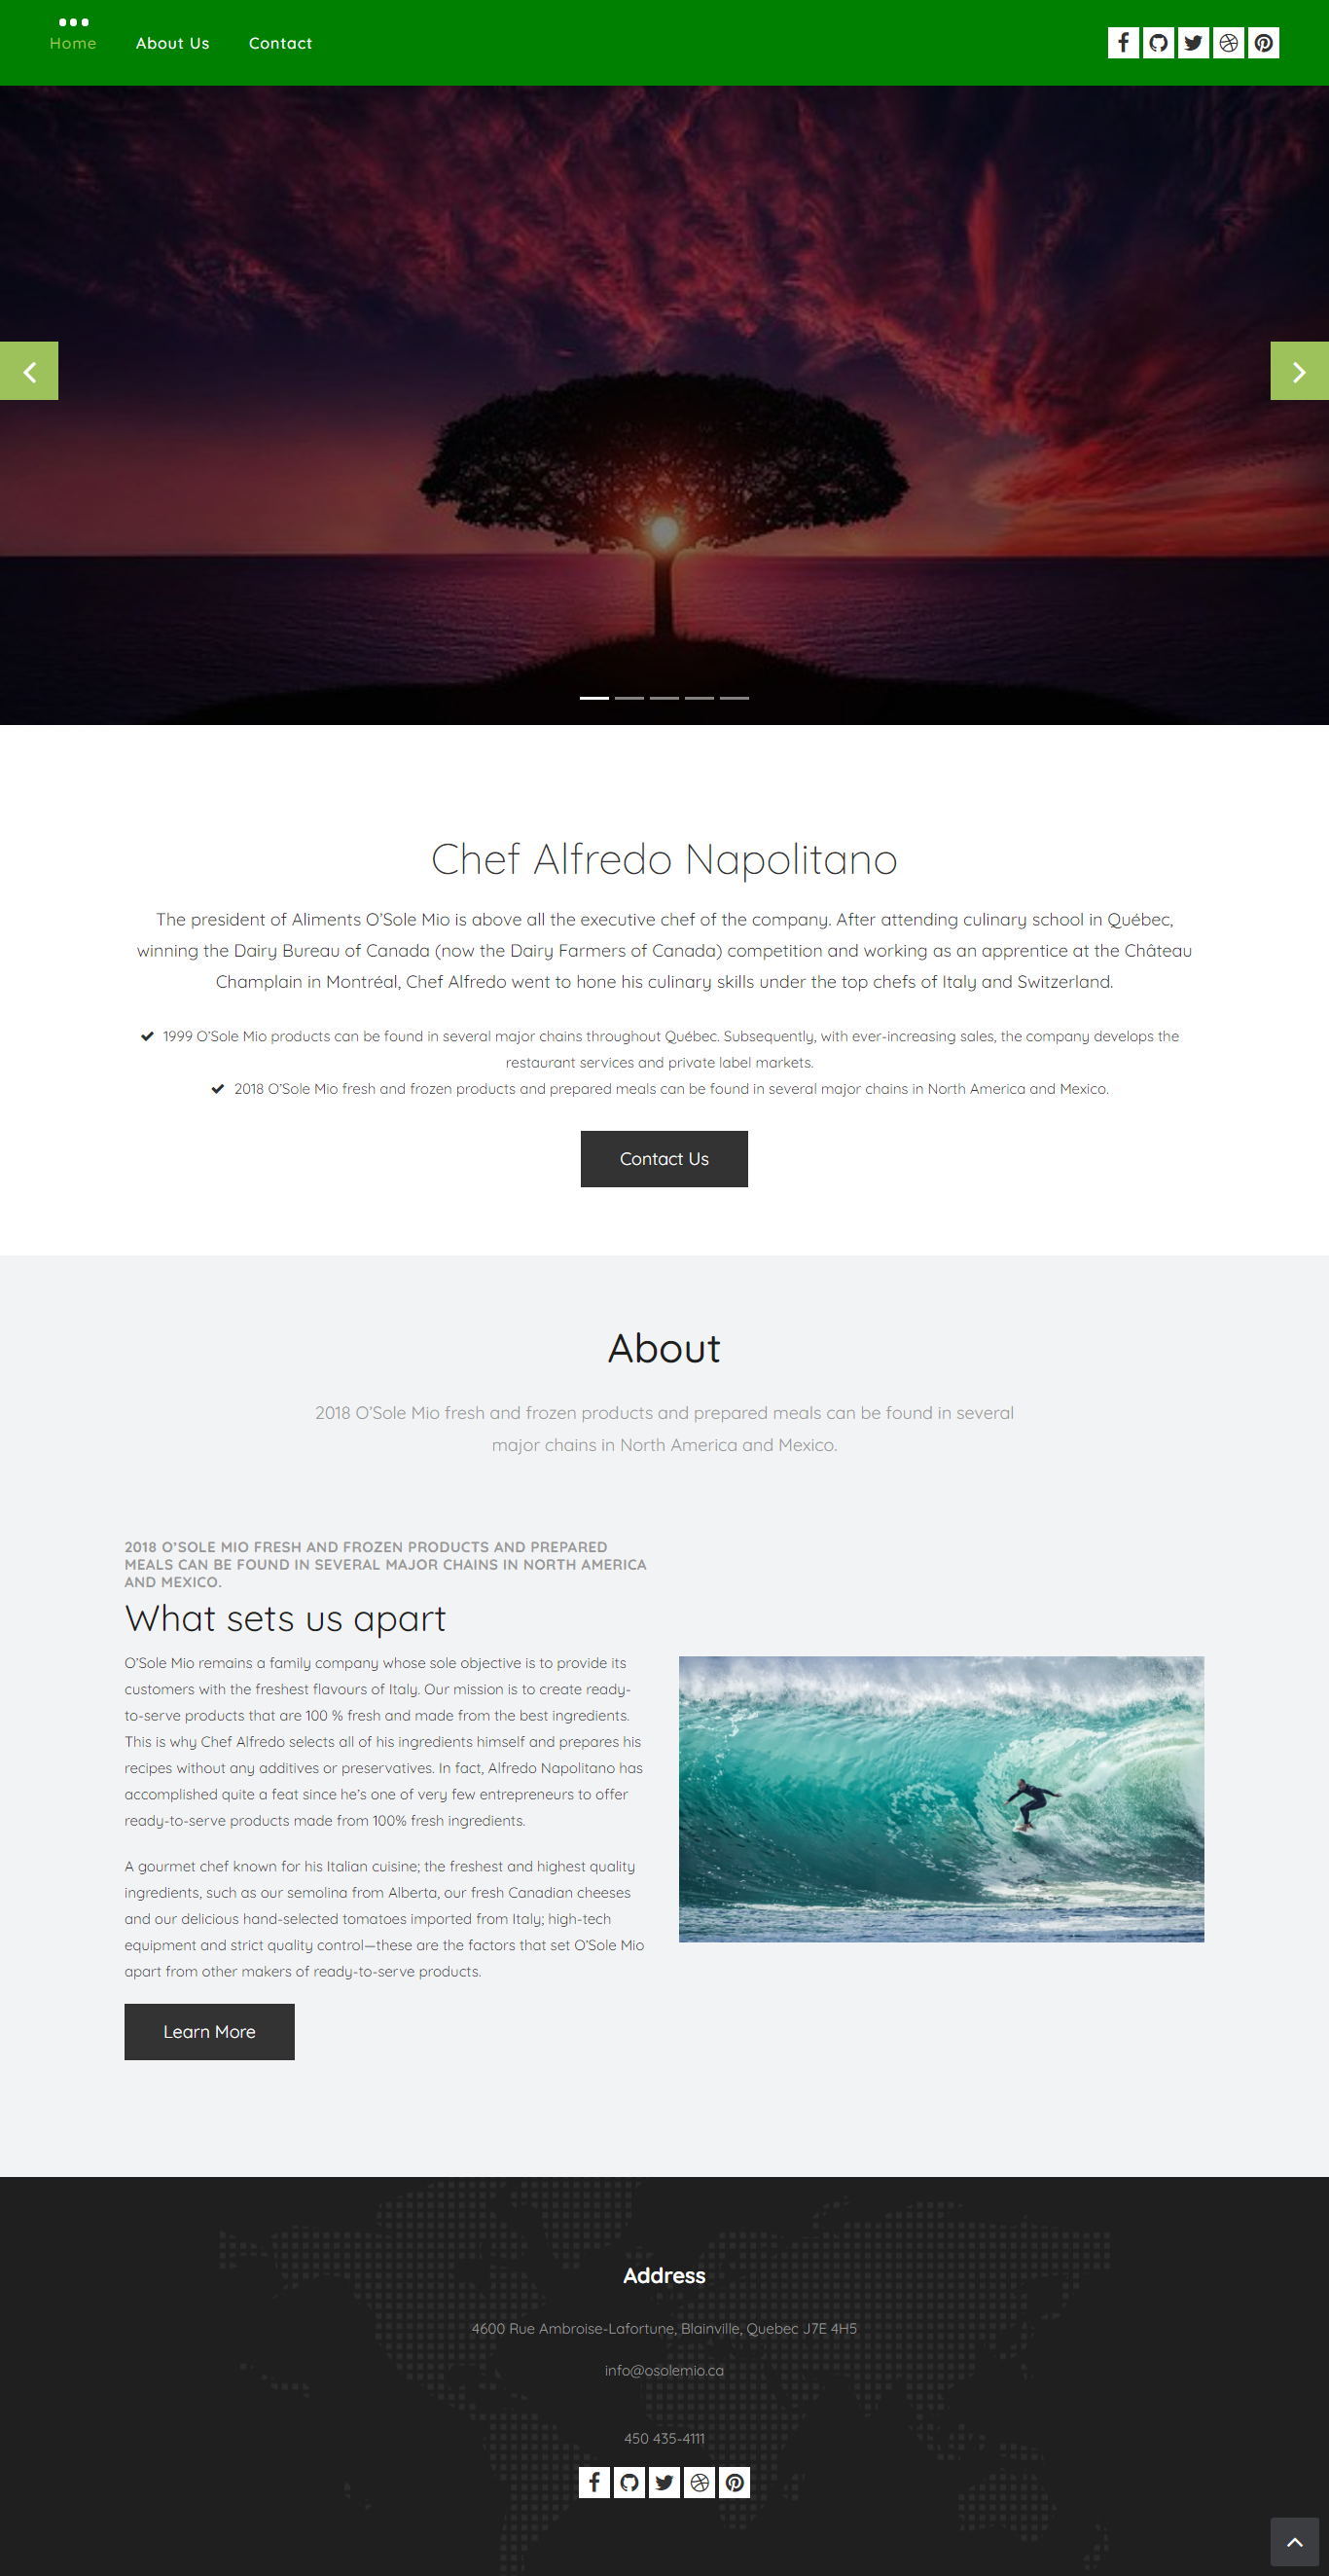 Home
About Us
Contact
Chef Alfredo Napolitano
The president of Aliments O’Sole Mio is above all the executive chef of the company. After attending culinary school in Québec,
winning the Dairy Bureau of Canada (now the Dairy Farmers of Canada) competition and working as an apprentice at the Château
Champlain in Montréal, Chef Alfredo went to hone his culinary skills under the top chefs of Italy and Switzerland.
1999 O’Sole Mio products can be found in several major chains throughout Québec. Subsequently, with ever-increasing sales, the company develops the
restaurant services and private label markets.
2018 O’Sole Mio fresh and frozen products and prepared meals can be found in several major chains in North America and Mexico.
Contact Us
About
2018 O’Sole Mio fresh and frozen products and prepared meals can be found in several
major chains in North America and Mexico.
2018 O’SOLE MIO FRESH AND FROZEN PRODUCTS AND PREPARED
MEALS CAN BE FOUND IN SEVERAL MAJOR CHAINS IN NORTH AMERICA
AND MEXICO.
What sets us apart
O’Sole Mio remains a family company whose sole objective is to provide its
customers with the freshest flavours of Italy. Our mission is to create ready-
to-serve products that are 100 % fresh and made from the best ingredients.
This is why Chef Alfredo selects all of his ingredients himself and prepares his
recipes without any additives or preservatives. In fact, Alfredo Napolitano has
accomplished quite a feat since he’s one of very few entrepreneurs to offer
ready-to-serve products made from 100% fresh ingredients.
A gourmet chef known for his Italian cuisine; the freshest and highest quality
ingredients, such as our semolina from Alberta, our fresh Canadian cheeses
and our delicious hand-selected tomatoes imported from Italy; high-tech
equipment and strict quality control—these are the factors that set O’Sole Mio
apart from other makers of ready-to-serve products.
Learn More
Address
4600 Rue Ambroise-Lafortune, Blainville, Quebec J7E 4H5
info@osolemio.ca
450 435-4111